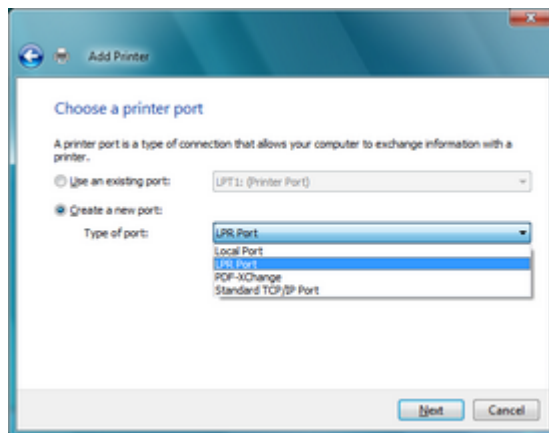 Add Printer
Choose a printer port
A printer port is a type of connection that allows your computer to exchange information with a
printer.
Use an existing port: LPT1: (Printer Port)
Create a new port:
Type of port: LPR Port
Local Port
LPR Port
PDF-XChange
Standard TCP/IP Port
Next Cancel